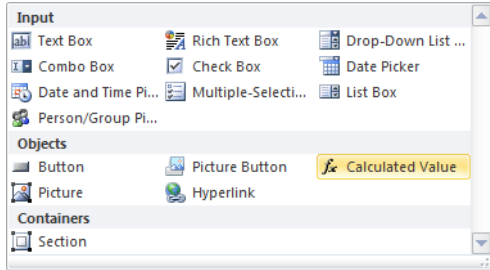 Input
Text Box Rich Text Box Drop-Down List ...
Combo Box Check Box Date Picker
Date and Time Pi... Multiple-Selecti... List Box
Person/Group Pi...
Objects
Button Picture Button fx Calculated Value
Picture Hyperlink
Containers
Section